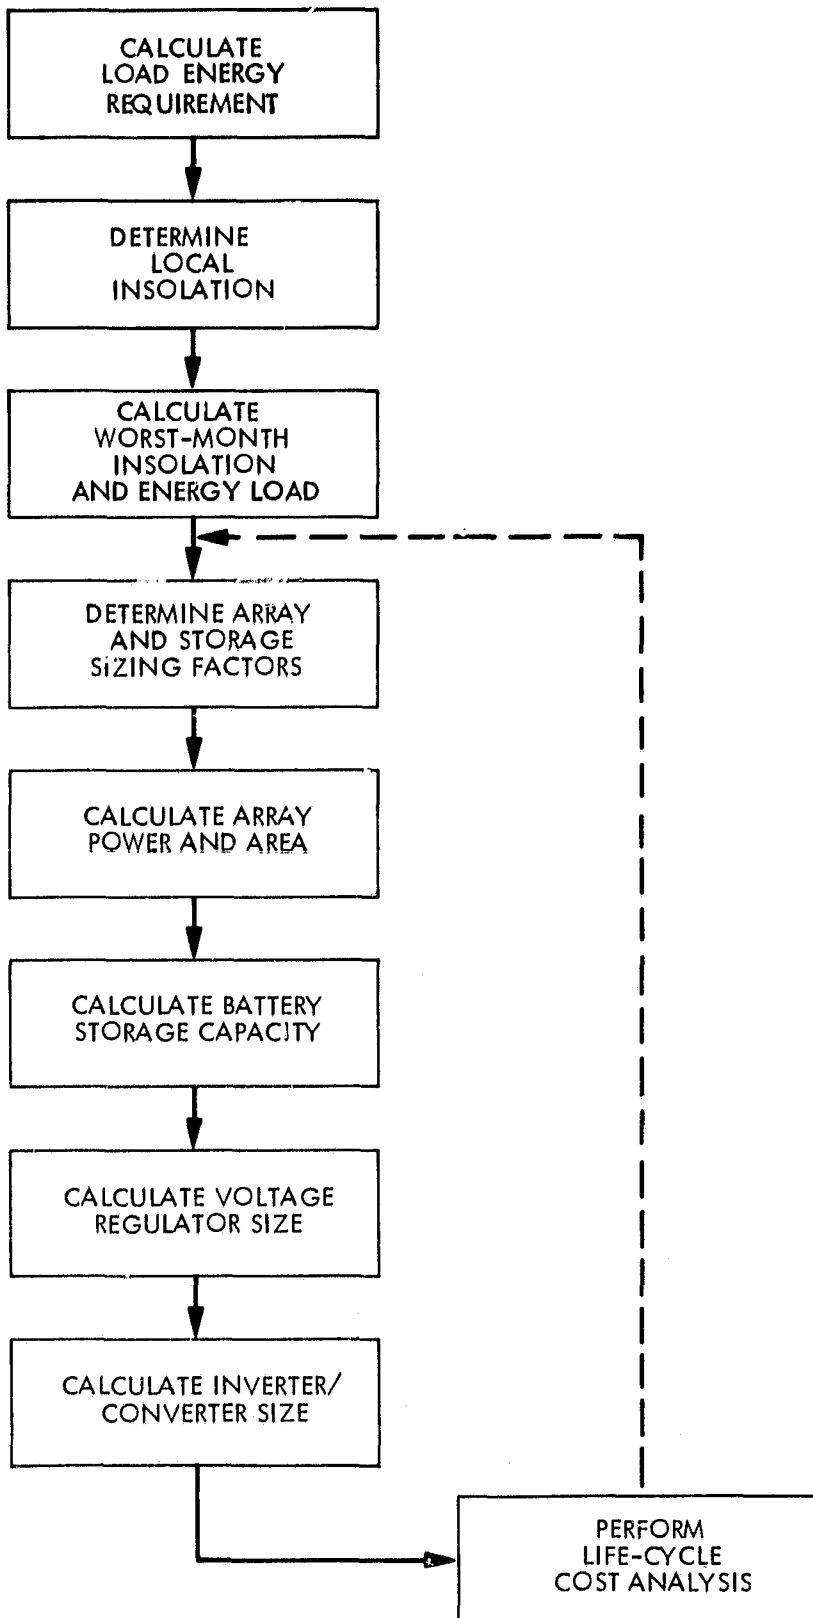 CALCULATE
LOAD ENERGY
REQUIREMENT
DETERMINE
LOCAL
INSOLATION
CALCULATE
WORST-MONTH
INSOLATION
AND ENERGY LOAD
DETERMINE ARRAY
AND STORAGE
SIZING FACTORS
CALCULATE ARRAY
POWER AND AREA
CALCULATE BATTERY
STORAGE CAPACITY
CALCULATE VOLTAGE
REGULATOR SIZE
CALCULATE INVERTER/
CONVERTER SIZE
PERFORM
LIFE-CYCLE
COST ANALYSIS